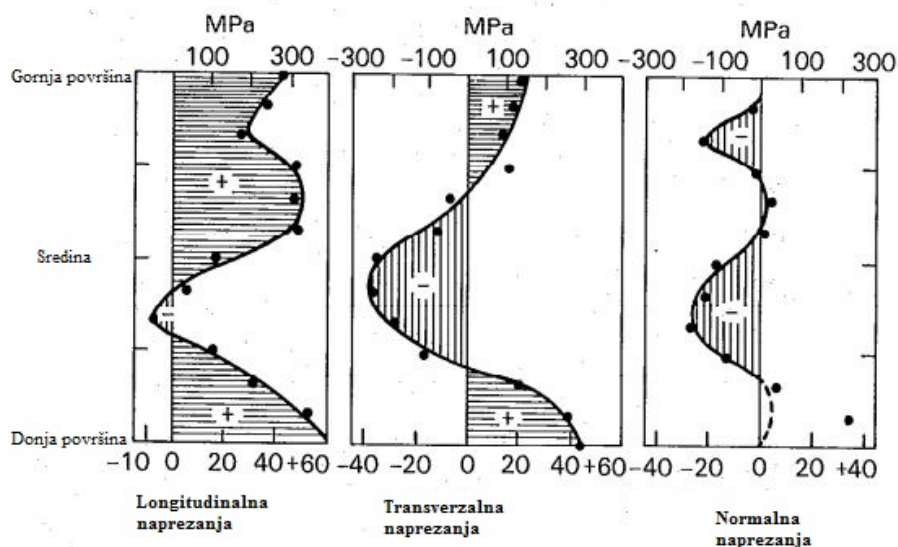 MPa MPa MPa
100 300 -300 -100 0 100 300 -300 -100 0 100 300
Gornja površina
+ + −
+
Sredina
− − −
+ +
Donja površina
-10 0 20 40 +60 -40 -20 0 20 40 +60 -40 -20 0 20 +40
Longitudinalna
naprezanja
Transverzalna
naprezanja
Normalna
naprezanja